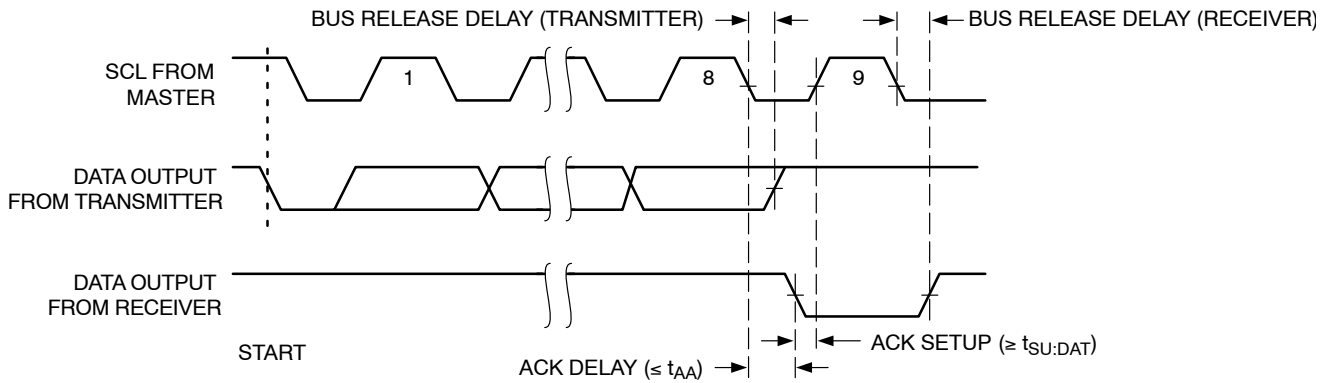 BUS RELEASE DELAY (TRANSMITTER)
BUS RELEASE DELAY (RECEIVER)
SCL FROM
MASTER
1
8
9
DATA OUTPUT
FROM TRANSMITTER
DATA OUTPUT
FROM RECEIVER
START
ACK SETUP (≥ tSU:DAT)
ACK DELAY (≤ tAA)